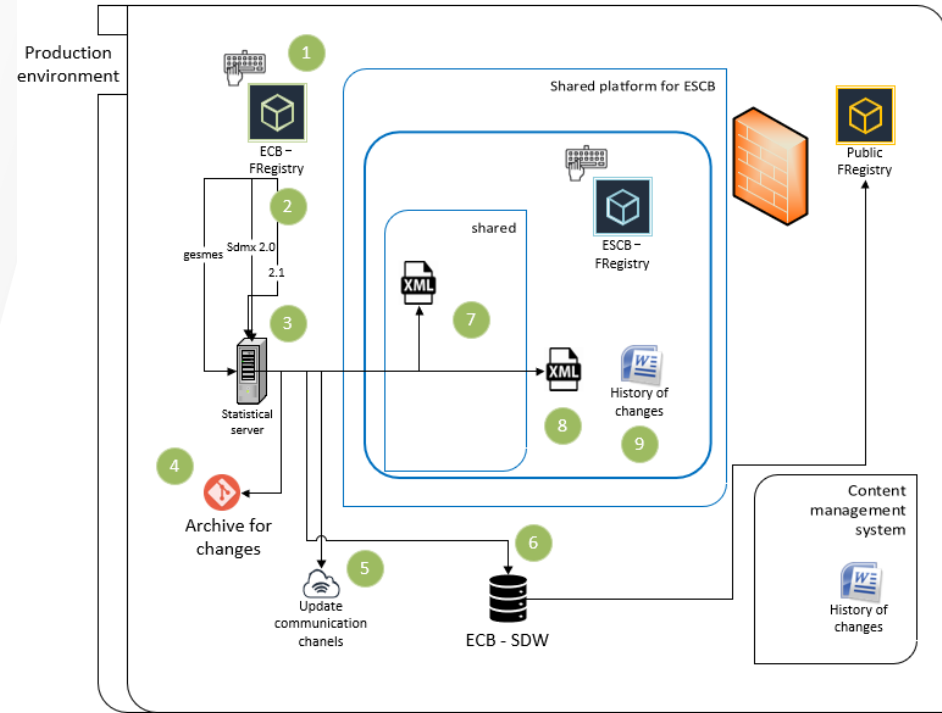 Production
environment
1
ECB –
FRegistry
2
gesmes
Sdmx 2.0
2.1
3
Statistical
server
4
Archive for
changes
5
Update
communication
chanels
6
ECB - SDW
Shared platform for ESCB
shared
XML
7
ESCB –
FRegistry
XML
8
W
History of
changes
9
Public
FRegistry
Content
management
system
W
History of
changes